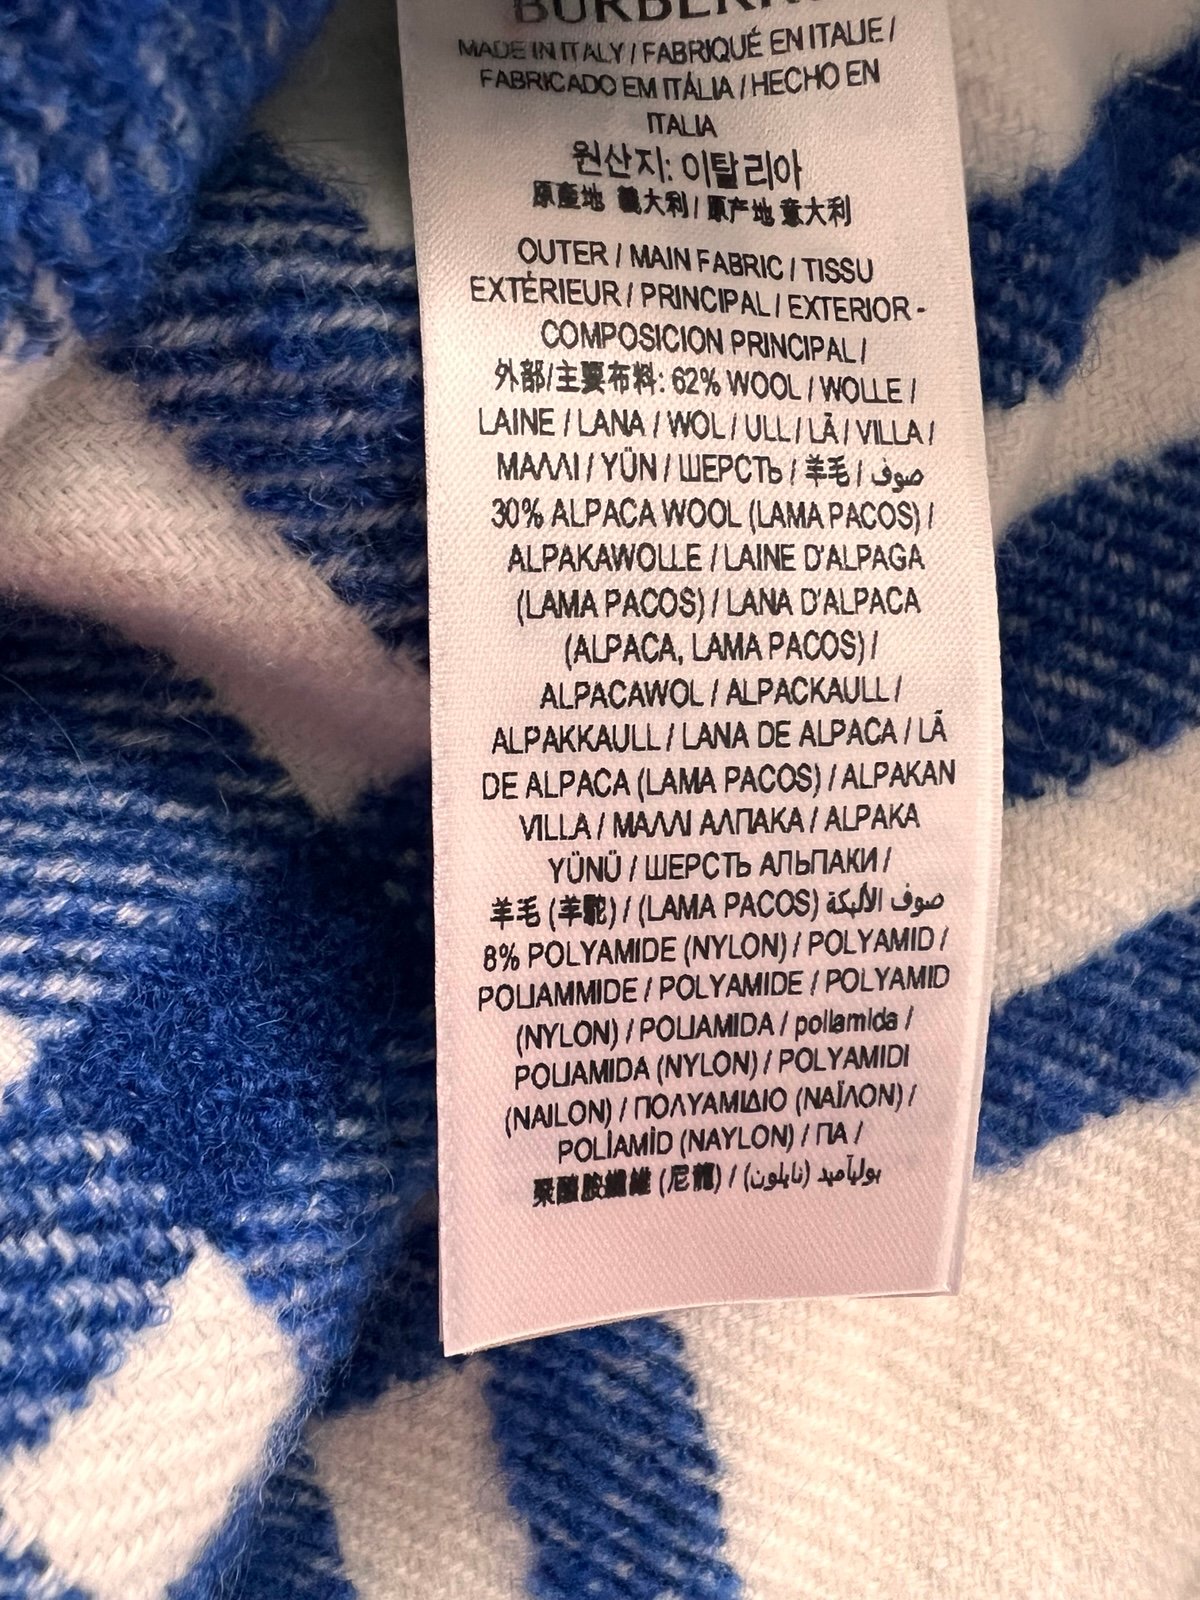 BURBERRY
MADE IN ITALY / FABRIQUÉ EN ITALIE /
FABRICADO EM ITÁLIA / HECHO EN
ITALIA
원산지: 이탈리아
原產地 義大利 / 原产地 意大利
OUTER / MAIN FABRIC / TISSU
EXTÉRIEUR / PRINCIPAL / EXTERIOR -
COMPOSICION PRINCIPAL /
外部/主要布料: 62% WOOL / WOLLE /
LAINE / LANA / WOL / ULL / LÃ / VILLA /
ΜΑΛΛΙ / YÜN / ШЕРСТЬ / 羊毛 / صوف
30% ALPACA WOOL (LAMA PACOS) /
ALPAKAWOLLE / LAINE D'ALPAGA
(LAMA PACOS) / LANA D'ALPACA
(ALPACA, LAMA PACOS) /
ALPACAWOL / ALPACKAULL /
ALPAKKAULL / LANA DE ALPACA / LÃ
DE ALPACA (LAMA PACOS) / ALPAKAN
VILLA / ΜΑΛΛΙ ΑΛΠΑΚΑ / ALPAKA
YÜNÜ / ШЕРСТЬ АЛЬПАКИ /
羊毛 (羊駝) / (LAMA PACOS) صوف الألبكة
8% POLYAMIDE (NYLON) / POLYAMID /
POLIAMMIDE / POLYAMIDE / POLYAMID
(NYLON) / POLIAMIDA / poliamida /
POLIAMIDA (NYLON) / POLYAMIDI
(NAILON) / ΠΟΛΥΑΜΙΔΙΟ (ΝΑΪΛΟΝ) /
POLİAMİD (NAYLON) / ПА /
聚醯胺纖維 (尼龍) / بوليآميد (نايلون)